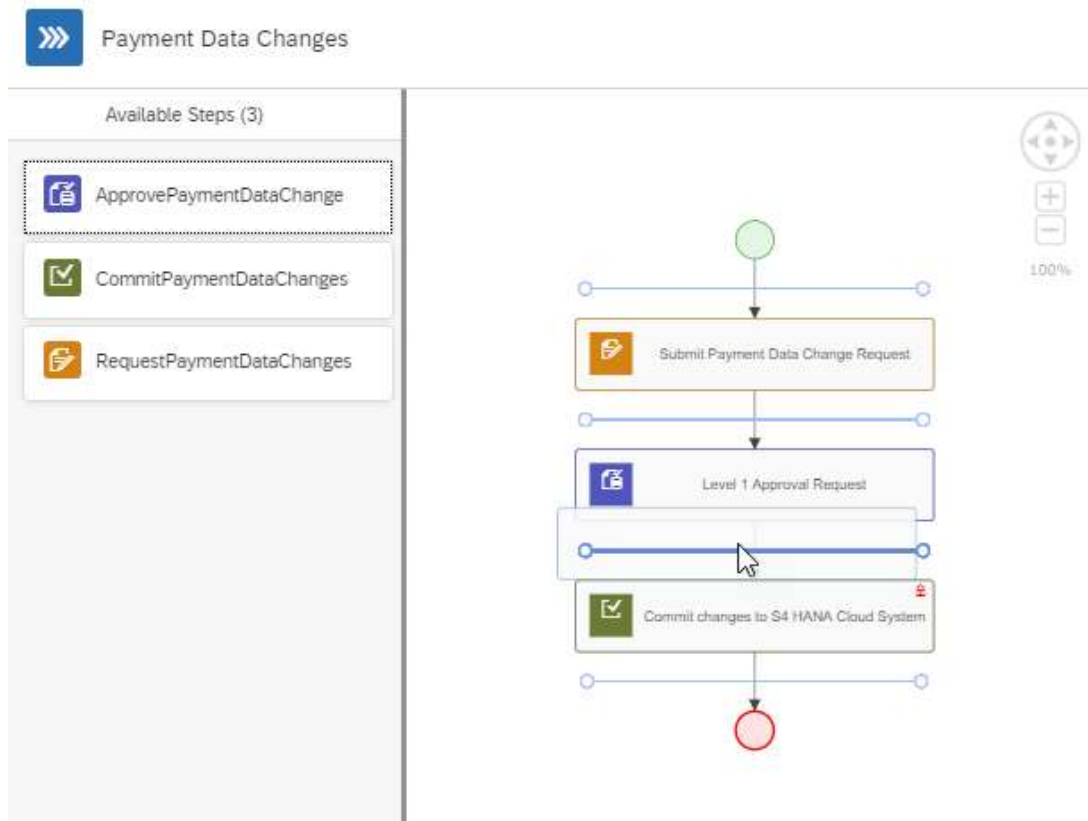 Payment Data Changes
Available Steps (3)
ApprovePaymentDataChange
CommitPaymentDataChanges
RequestPaymentDataChanges
100%
Submit Payment Data Change Request
Level 1 Approval Request
Commit changes to S4 HANA Cloud System